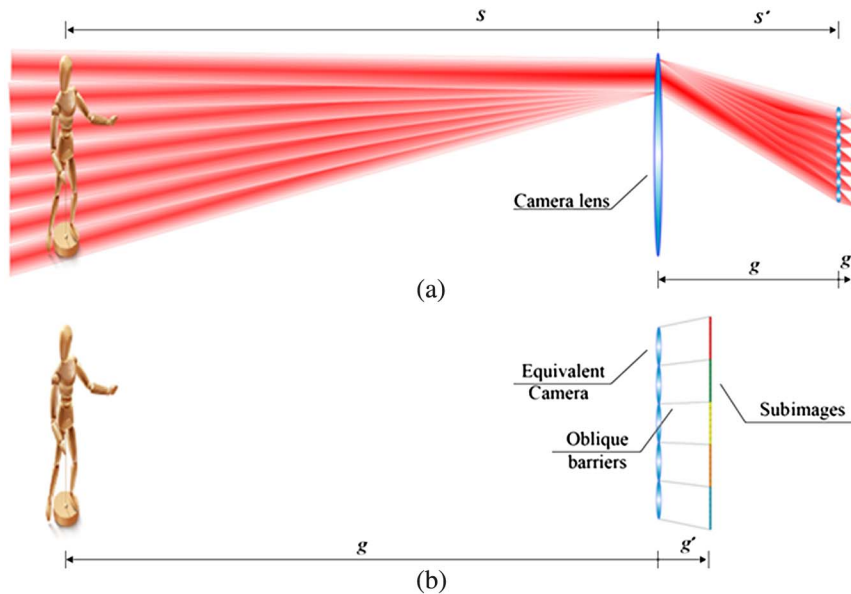 s s′
Camera lens
g g
(a)
Equivalent
Camera
Subimages
Oblique
barriers
g g′
(b)